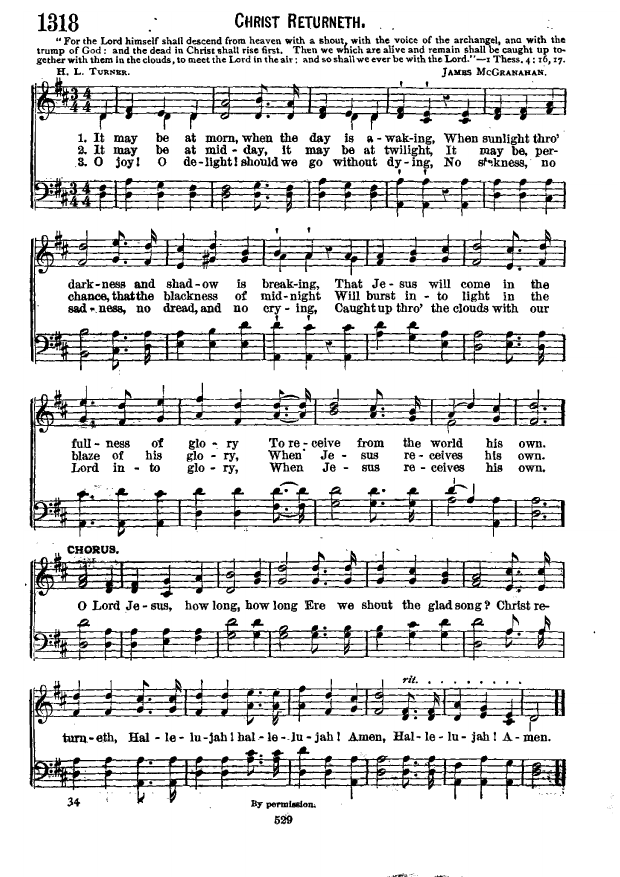 1318
CHRIST RETURNETH.
"For the Lord himself shall descend from heaven with a shout, with the voice of the archangel, and with the
trump of God: and the dead in Christ shall rise first. Then we which are alive and remain shall be caught up to-
gether with them in the clouds, to meet the Lord in the air: and so shall we ever be with the Lord."—1 Thess. 4:16, 17.
H. L. TURNER. JAMES MCGRANAHAN.
1. It may be at morn, when the day is a-wak-ing, When sunlight thro'
2. It may be at mid-day, it may be at twilight, It may be, per-
3. O joy! O de-light! should we go without dy-ing, No sickness, no
dark-ness and shad-ow is break-ing, That Je-sus will come in the
chance, that the blackness of mid-night Will burst in-to light in the
sad-ness, no dread, and no cry-ing, Caught up thro' the clouds with our
full-ness of glo-ry To re-ceive from the world his own.
blaze of his glo-ry, When Je-sus re-ceives his own.
Lord in-to glo-ry, When Je-sus re-ceives his own.
CHORUS.
O Lord Je-sus, how long, how long Ere we shout the glad song? Christ re-
rit. . . . . . . . .
turn-eth, Hal-le-lu-jah! hal-le-lu-jah! Amen, Hal-le-lu-jah! A-men.
34
By permission.
529